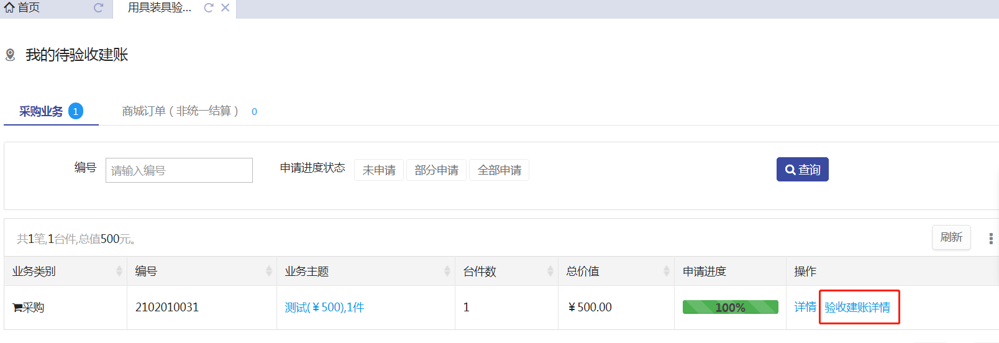 首页 用具装具验...
我的待验收建账
采购业务 1 商城订单（非统一结算） 0
编号 请输入编号 申请进度状态 未申请 部分申请 全部申请 查询
共1笔,1台件,总值500元。 刷新
业务类别 编号 业务主题 台件数 总价值 申请进度 操作
采购 2102010031 测试(￥500),1件 1 ￥500.00 100% 详情 验收建账详情